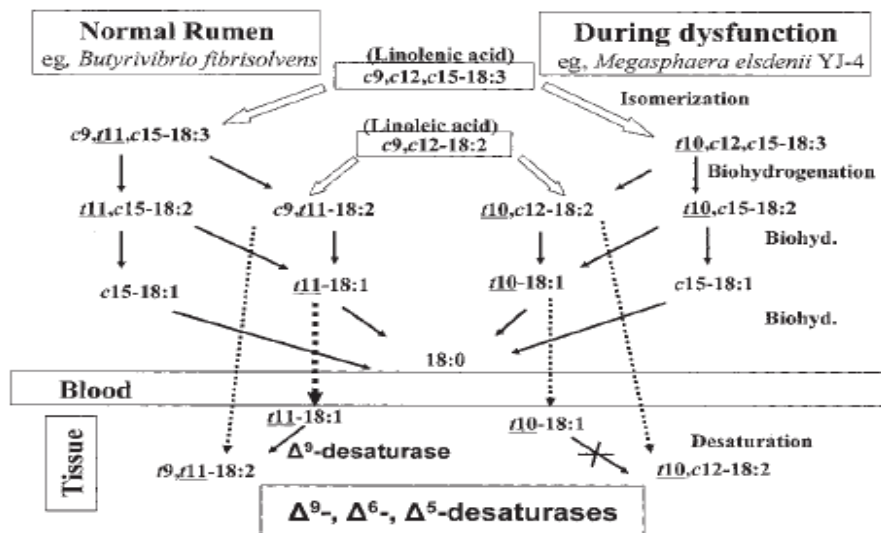 Normal Rumen
eg, Butyrivibrio fibrisolvens
During dysfunction
eg, Megasphaera elsdenii YJ-4
(Linolenic acid)
c9,c12,c15-18:3
Isomerization
(Linoleic acid)
c9,c12-18:2
c9,t11,c15-18:3
t10,c12,c15-18:3
Biohydrogenation
t11,c15-18:2
c9,t11-18:2
t10,c12-18:2
t10,c15-18:2
Biohyd.
c15-18:1
t11-18:1
t10-18:1
c15-18:1
Biohyd.
18:0
Blood
Tissue
t11-18:1
t10-18:1
Δ9-desaturase
Desaturation
t9,t11-18:2
t10,c12-18:2
Δ9-, Δ6-, Δ5-desaturases